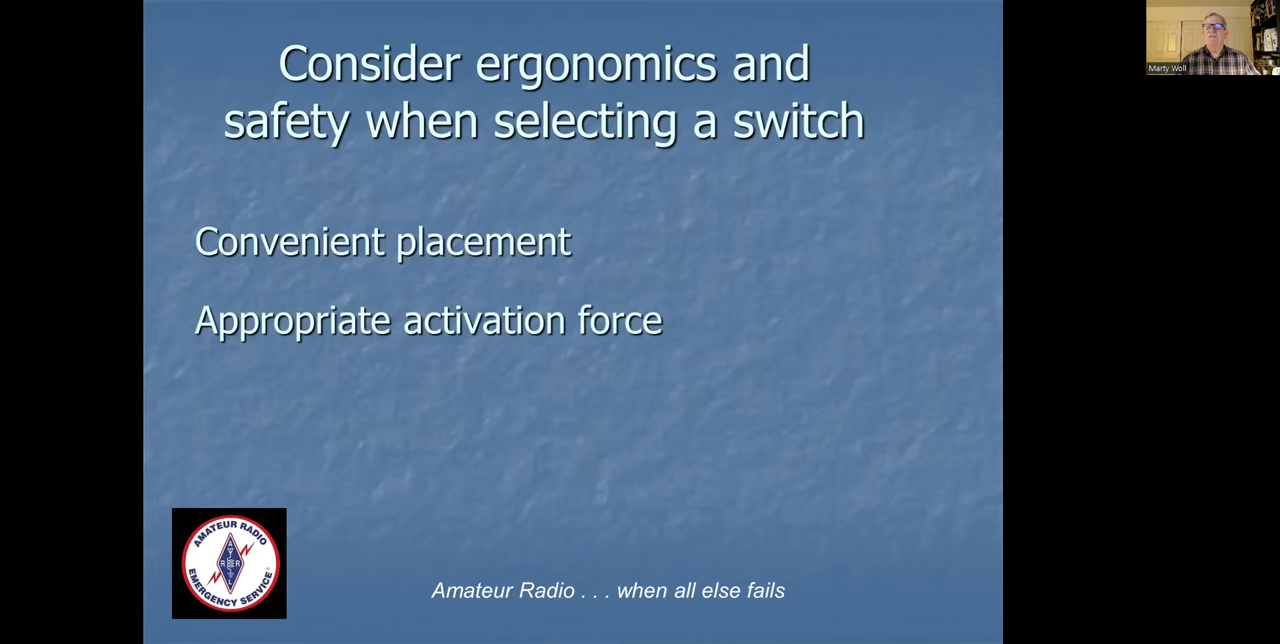 Consider ergonomics and
safety when selecting a switch
Convenient placement
Appropriate activation force
AMATEUR RADIO
ARRL
EMERGENCY SERVICE
Amateur Radio . . . when all else fails
Marty Woll